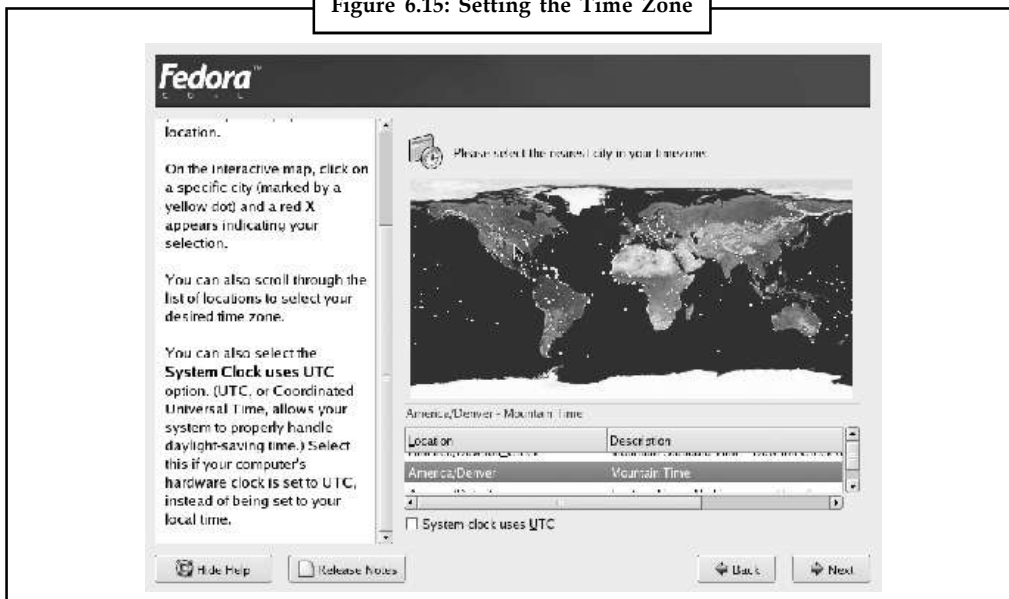 Figure 6.15: Setting the Time Zone
Fedora™
C O R E
location.
On the interactive map, click on
a specific city (marked by a
yellow dot) and a red X
appears indicating your
selection.
You can also scroll through the
list of locations to select your
desired time zone.
You can also select the
System Clock uses UTC
option. (UTC, or Coordinated
Universal Time, allows your
system to properly handle
daylight-saving time.) Select
this if your computer's
hardware clock is set to UTC,
instead of being set to your
local time.
Please select the nearest city in your timezone:
America/Denver - Mountain Time
Location Description
America/Denver Mountain Time
System clock uses UTC
Hide Help Release Notes Back Next